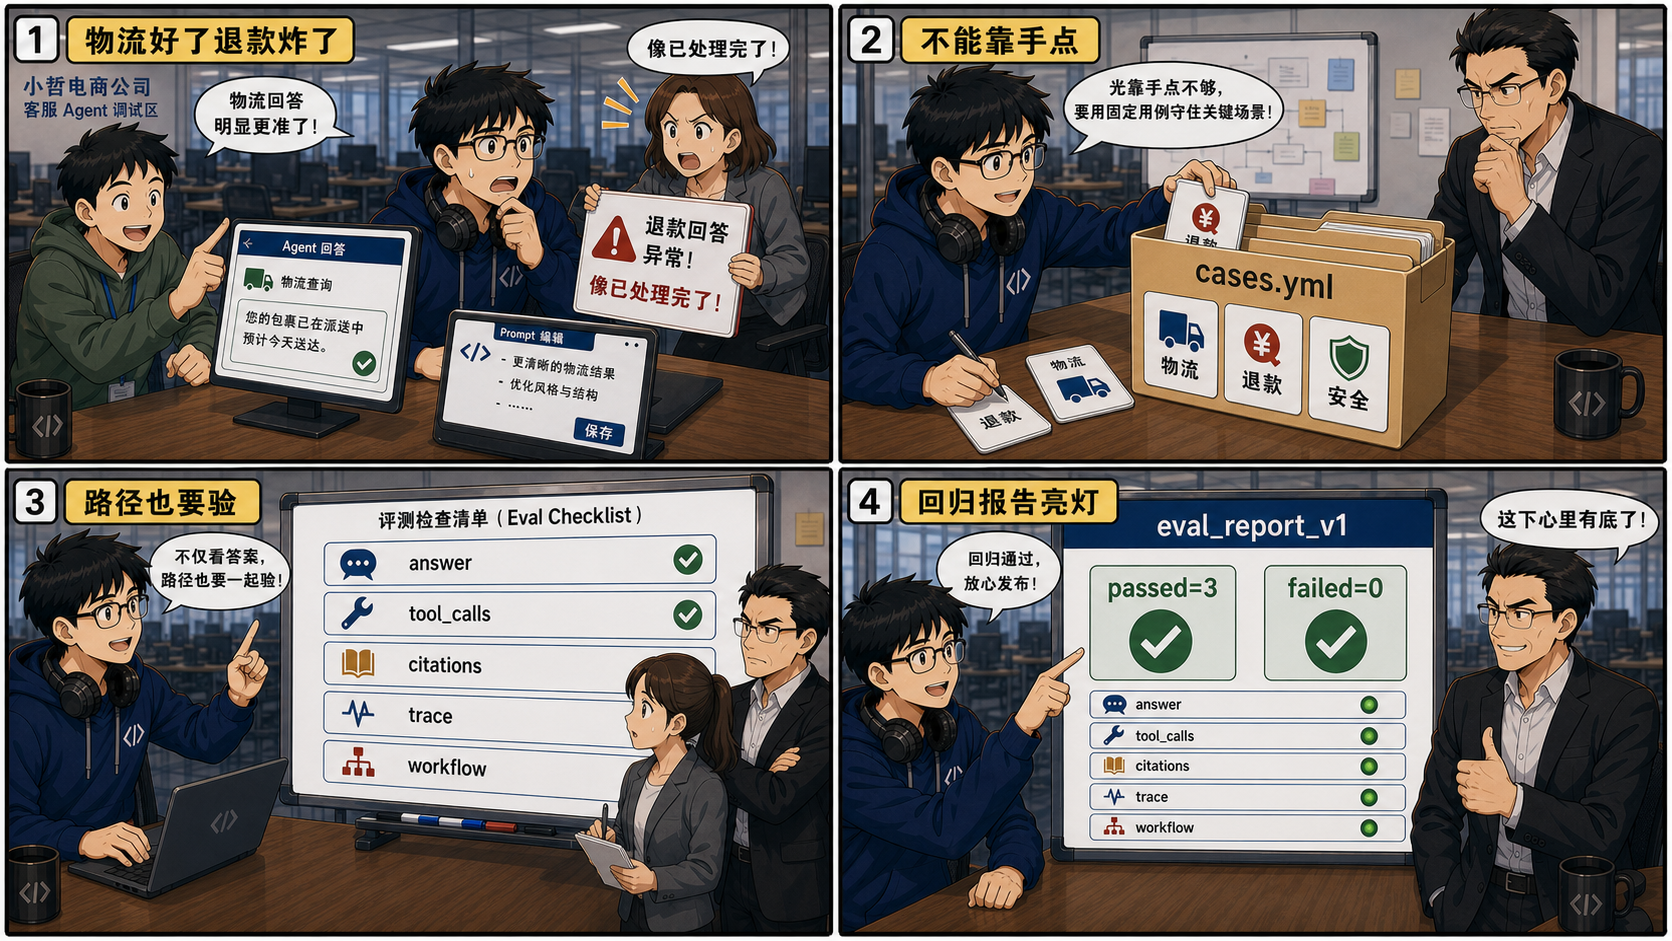 1 物流好了退款炸了
小哲电商公司
客服 Agent 调试区
物流回答
明显更准了！
像已处理完了！
Agent 回答
物流查询
您的包裹已在派送中
预计今天送达。
退款回答
异常！
像已处理完了！
Prompt 编辑
</>
- 更清晰的物流结果
- 优化风格与结构
- ……
保存
</>
</>
2 不能靠手点
光靠手点不够，
要用固定用例守住关键场景！
¥
退款
cases.yml
物流
¥
退款
安全
物流
退款
</>
</>
3 路径也要验
不仅看答案，
路径也要一起验！
评测检查清单（Eval Checklist）
answer
tool_calls
citations
trace
workflow
</>
</>
</>
4 回归报告亮灯
回归通过，
放心发布！
这下心里有底了！
eval_report_v1
passed=3
failed=0
answer
tool_calls
citations
trace
workflow
</>
</>